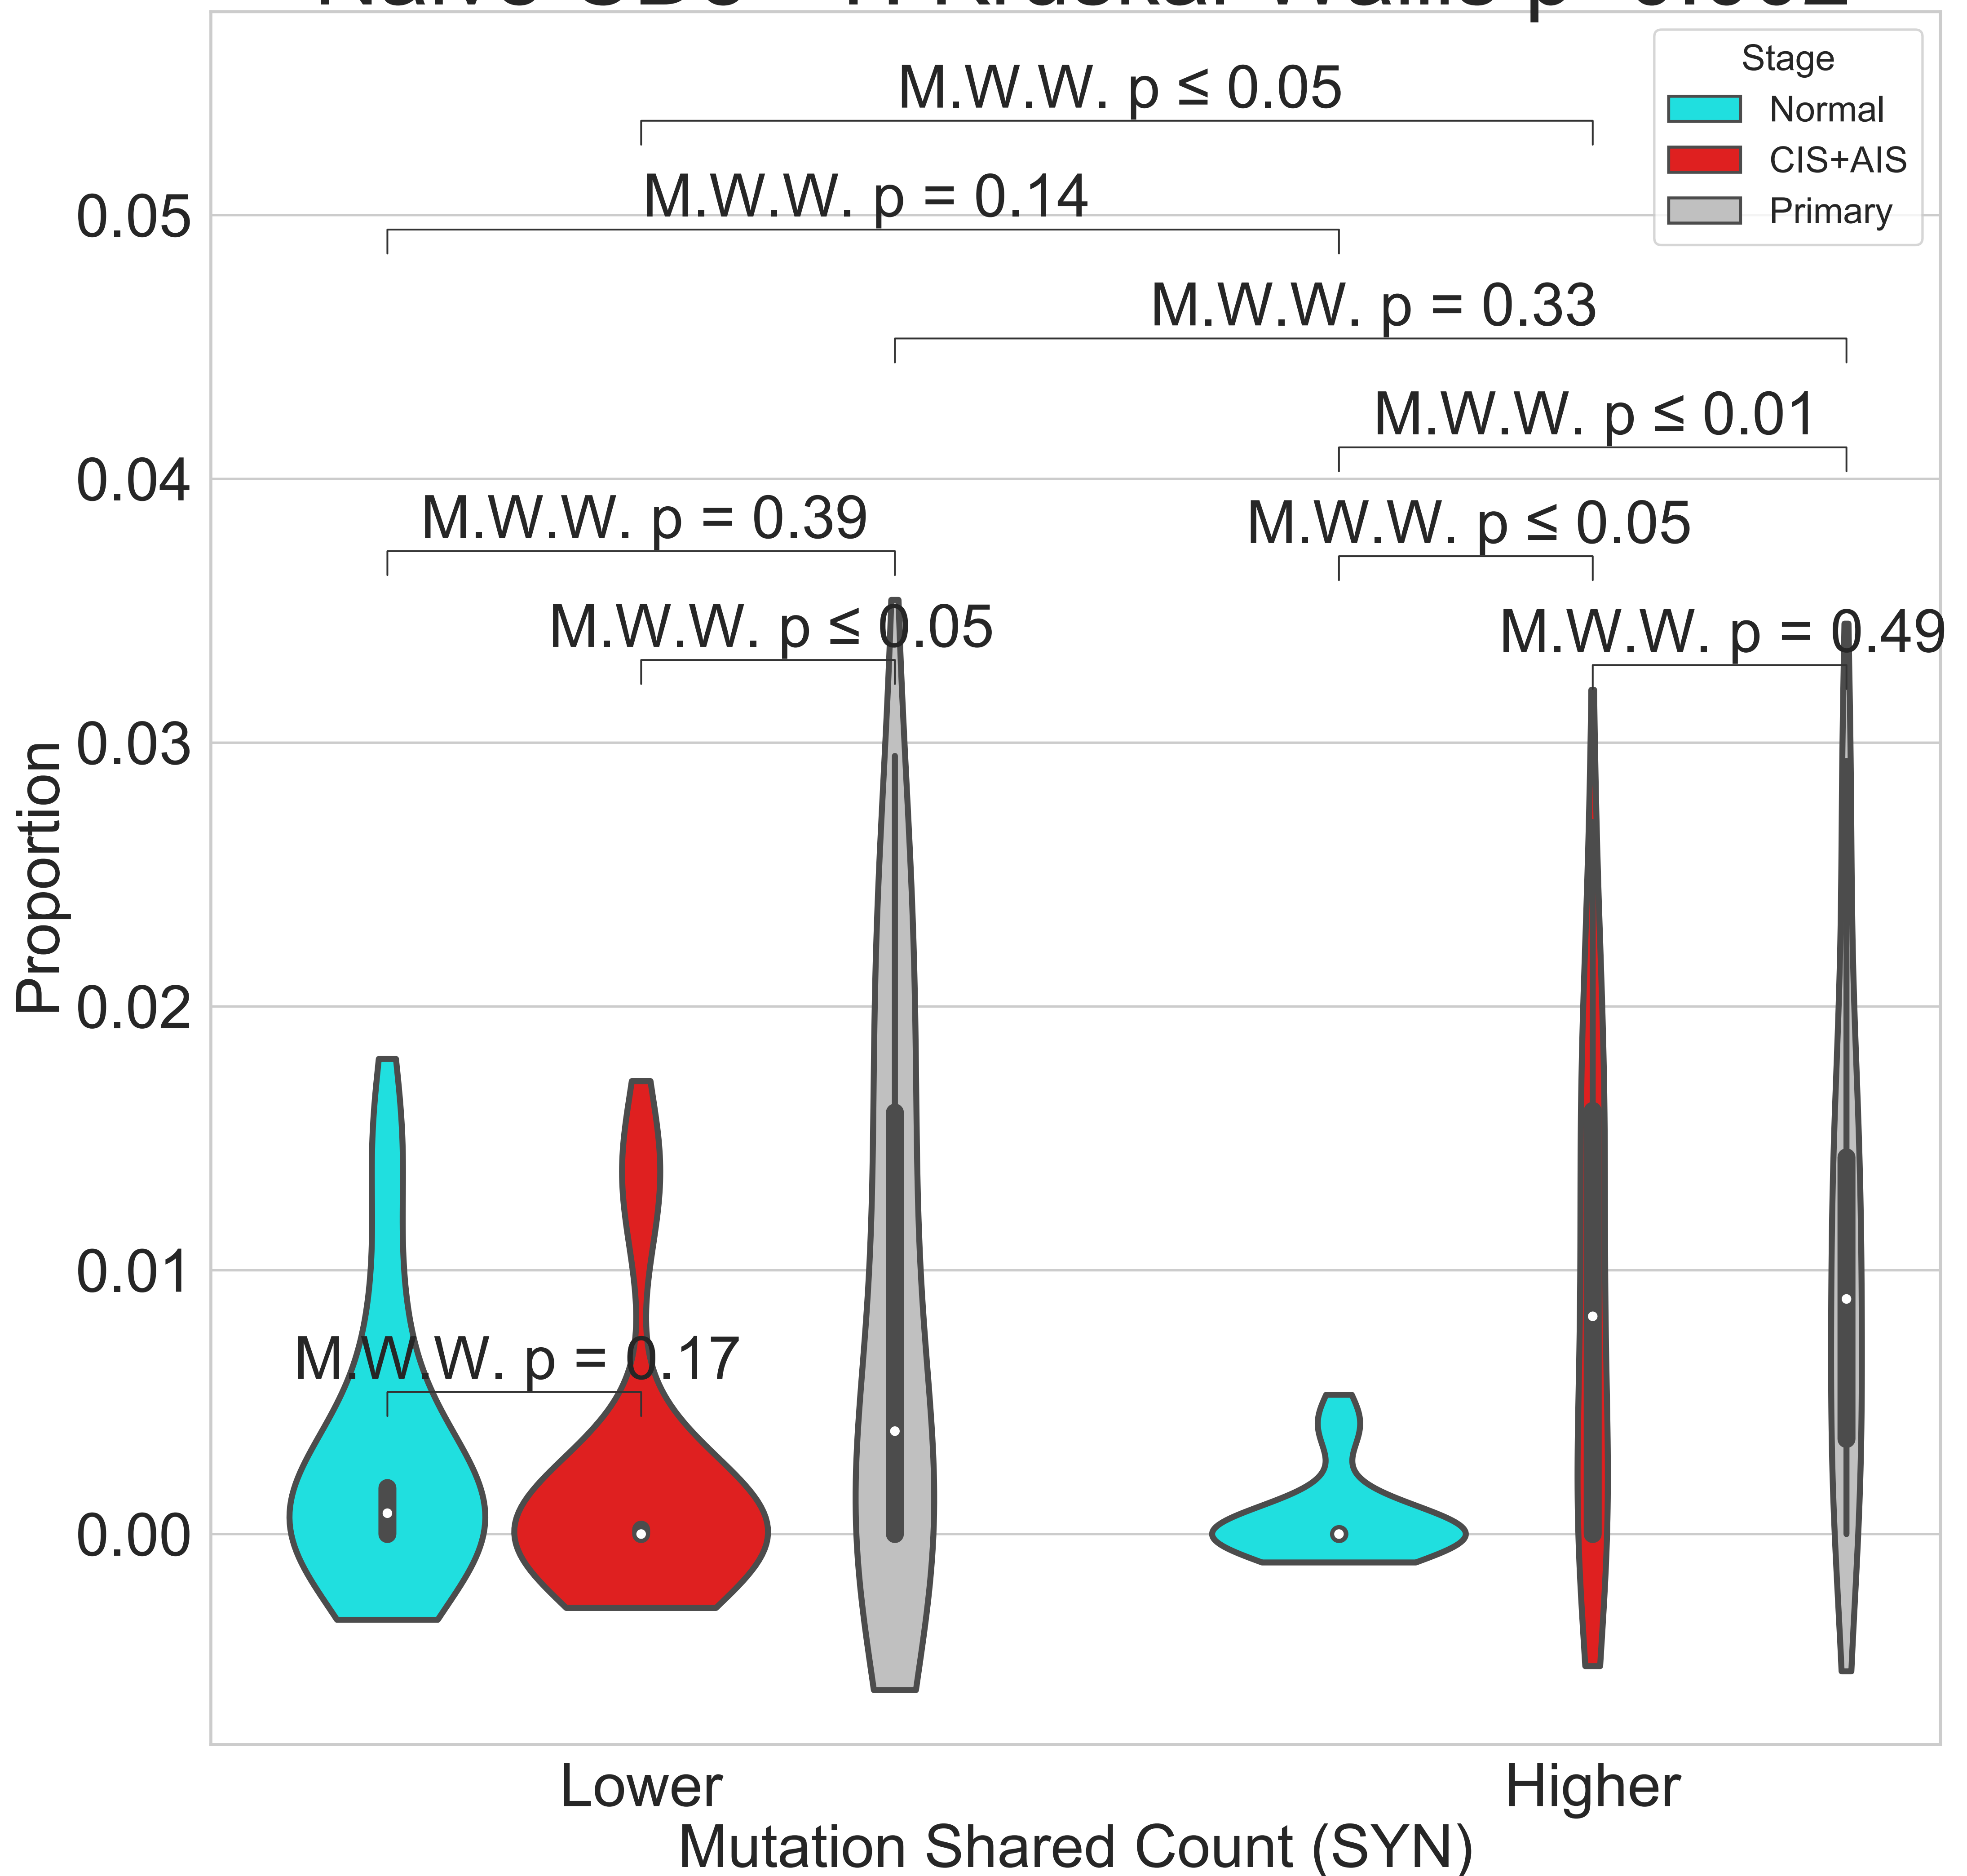 Stage
Normal
CIS+AIS
Primary
M.W.W. p ≤ 0.05
M.W.W. p = 0.14
M.W.W. p = 0.33
M.W.W. p ≤ 0.01
M.W.W. p = 0.39
M.W.W. p ≤ 0.05
M.W.W. p ≤ 0.05
M.W.W. p = 0.49
M.W.W. p = 0.17
0.05
0.04
0.03
0.02
0.01
0.00
Proportion
Lower
Higher
Mutation Shared Count (SYN)